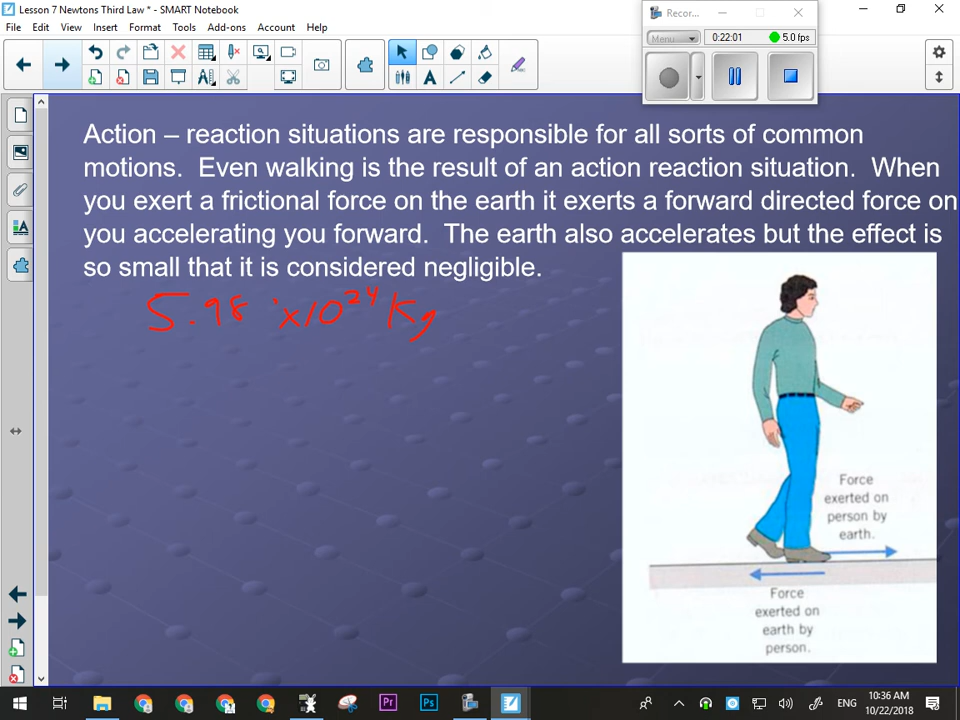 Lesson 7 Newtons Third Law * - SMART Notebook
File Edit View Insert Format Tools Add-ons Account Help
Recor...
Menu
0:22:01
5.0 fps
Action – reaction situations are responsible for all sorts of common
motions. Even walking is the result of an action reaction situation. When
you exert a frictional force on the earth it exerts a forward directed force on
you accelerating you forward. The earth also accelerates but the effect is
so small that it is considered negligible.
5.98 x10²⁴ Kg
Force
exerted on
person by
earth.
Force
exerted on
earth by
person.
Pr
Ps
ENG
10:36 AM
10/22/2018